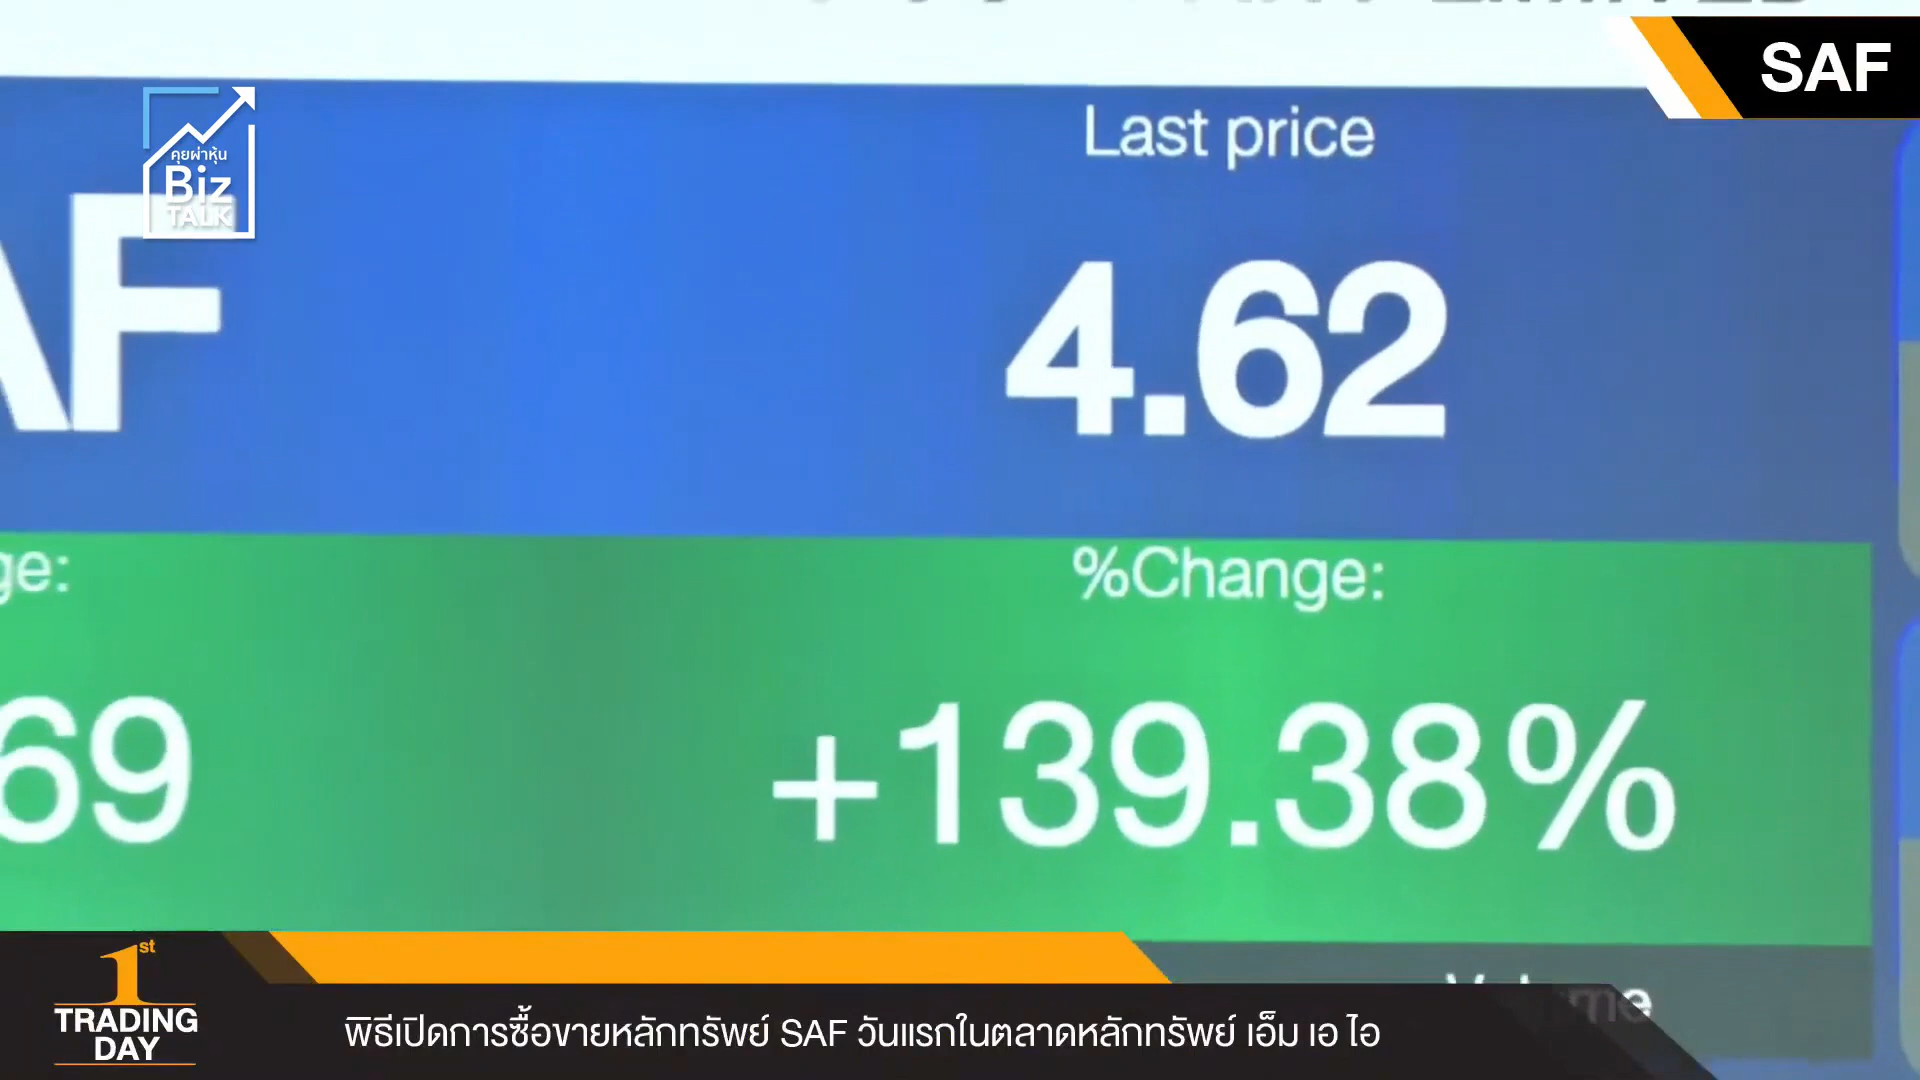 SAF
คุยผ่าหุ้น
Biz
TALK
AF
Last price
4.62
ge:
69
%Change:
+139.38%
1st
TRADING
DAY
พิธีเปิดการซื้อขายหลักทรัพย์ SAF วันแรกในตลาดหลักทรัพย์ เอ็ม เอ ไอ